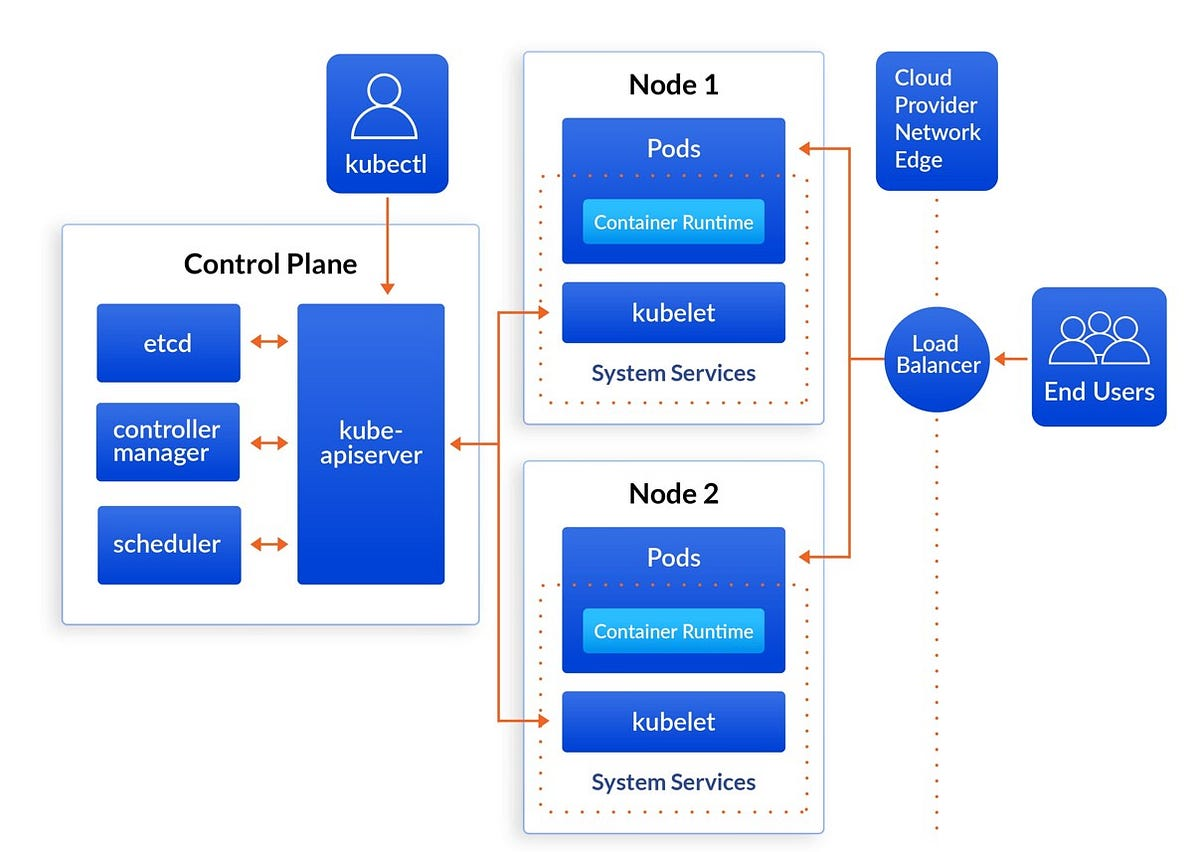 kubectl
Control Plane
etcd
controller
manager
scheduler
kube-
apiserver
Node 1
Pods
Container Runtime
kubelet
System Services
Node 2
Pods
Container Runtime
kubelet
System Services
Cloud
Provider
Network
Edge
Load
Balancer
End Users